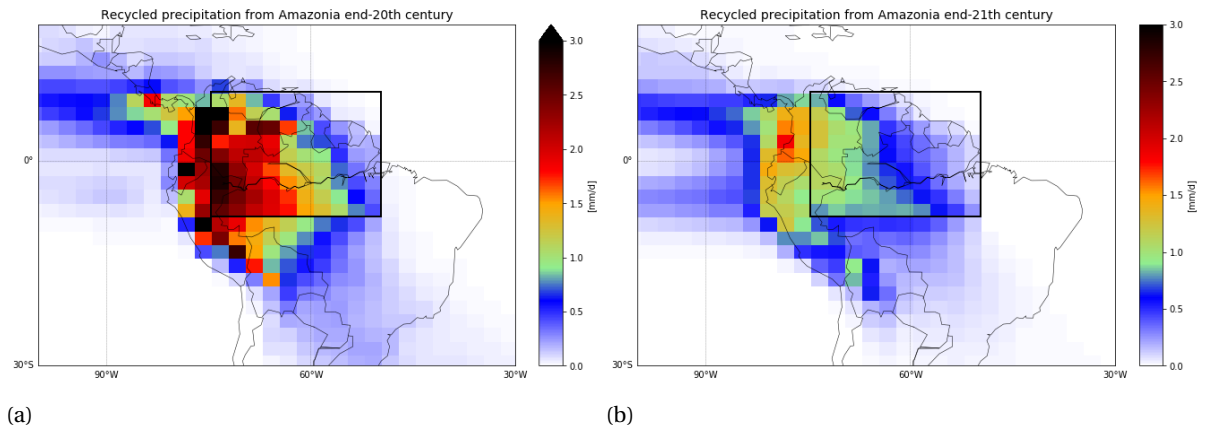 Recycled precipitation from Amazonia end-20th century
0°
30°S
90°W
60°W
30°W
3.0
2.5
2.0
1.5
1.0
0.5
0.0
[mm/d]
(a)
Recycled precipitation from Amazonia end-21th century
0°
30°S
90°W
60°W
30°W
3.0
2.5
2.0
1.5
1.0
0.5
0.0
[mm/d]
(b)